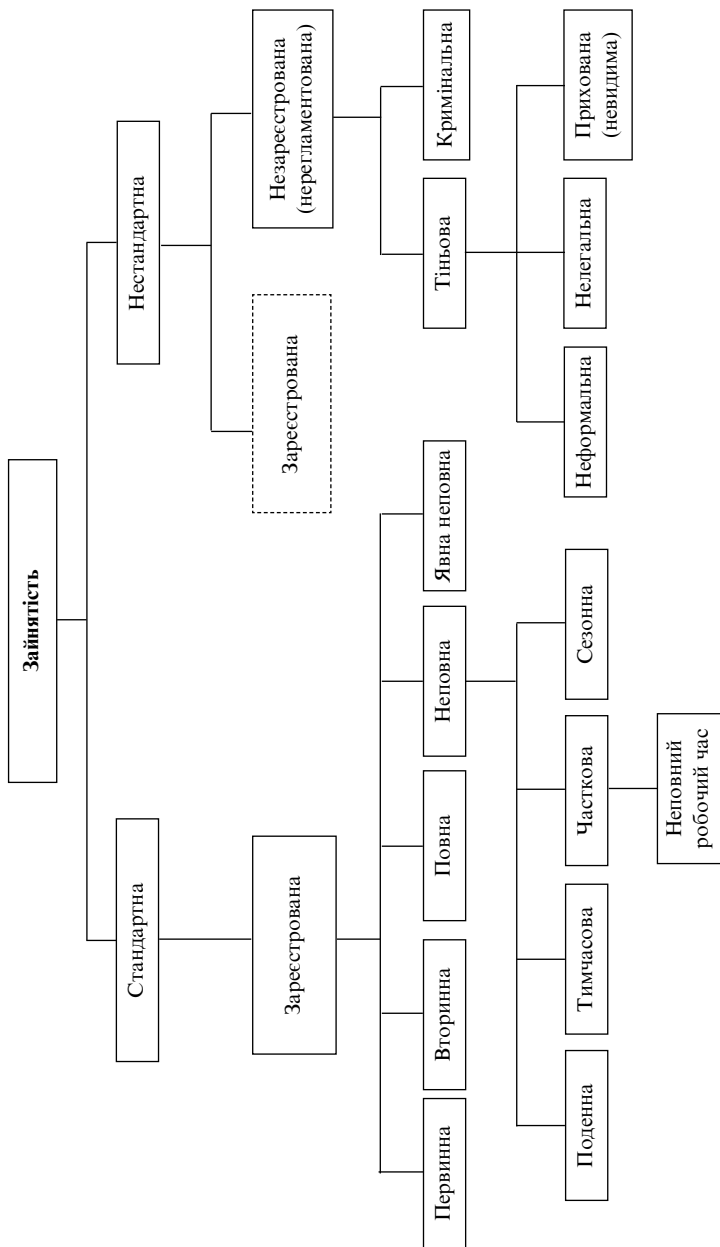 Зайнятість
Стандартна
Нестандартна
Зареєстрована
Зареєстрована
Незареєстрована
(нерегламентована)
Первинна
Вторинна
Повна
Неповна
Явна неповна
Тіньова
Кримінальна
Поденна
Тимчасова
Часткова
Сезонна
Неформальна
Нелегальна
Прихована
(невидима)
Неповний
робочий час